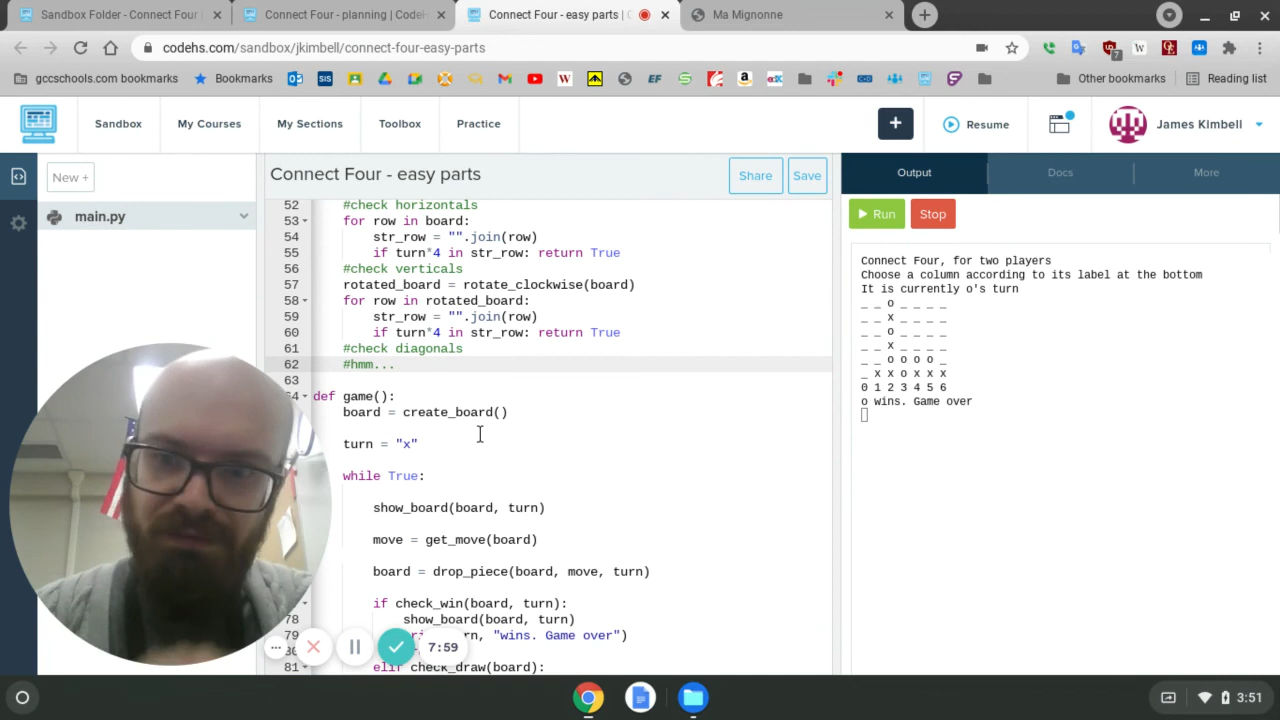 Sandbox Folder - Connect Four
Connect Four - planning | CodeH
Connect Four - easy parts |
Ma Mignonne
codehs.com/sandbox/jkimbell/connect-four-easy-parts
gccschools.com bookmarks
Bookmarks
SIS
W
EF
edX
Other bookmarks
Reading list
Sandbox
My Courses
My Sections
Toolbox
Practice
+
Resume
James Kimbell
New +
main.py
Connect Four - easy parts
Share
Save
Output
Docs
More
Run
Stop
52 #check horizontals
53 for row in board:
54 str_row = "".join(row)
55 if turn*4 in str_row: return True
56 #check verticals
57 rotated_board = rotate_clockwise(board)
58 for row in rotated_board:
59 str_row = "".join(row)
60 if turn*4 in str_row: return True
61 #check diagonals
62 #hmm...
63
64 def game():
board = create_board()
turn = "x"
while True:
show_board(board, turn)
move = get_move(board)
board = drop_piece(board, move, turn)
if check_win(board, turn):
78 show_board(board, turn)
79 rn, "wins. Game over")
80
81 elif check_draw(board):
7:59
Connect Four, for two players
Choose a column according to its label at the bottom
It is currently o's turn
_ _ o _ _ _ _
_ _ x _ _ _ _
_ _ o _ _ _ _
_ _ x _ _ _ _
_ _ o o o o _
_ x x o x x x
0 1 2 3 4 5 6
o wins. Game over
3:51